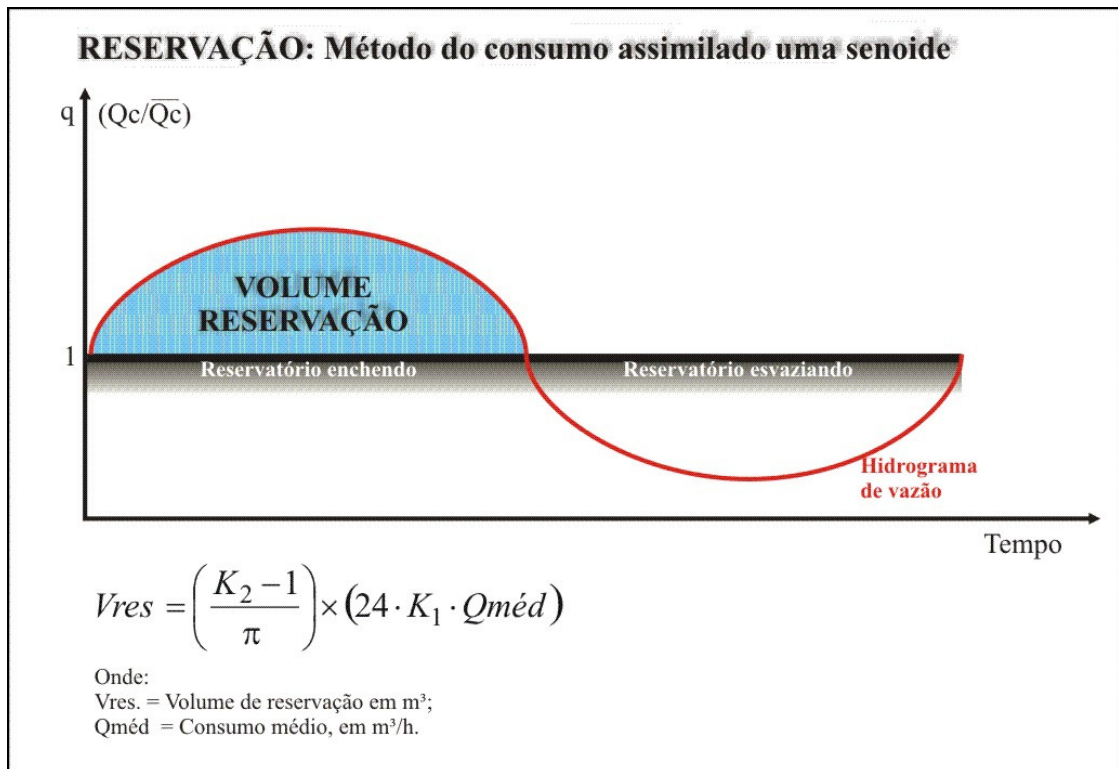 RESERVAÇÃO: Método do consumo assimilado uma senoide
q (Qc/Q̅c̅)
VOLUME
RESERVAÇÃO
1
Reservatório enchendo Reservatório esvaziando
Hidrograma
de vazão
Tempo
Vres = ((K₂ − 1)/π) × (24 · K₁ · Qméd)
Onde:
Vres. = Volume de reservação em m³;
Qméd = Consumo médio, em m³/h.